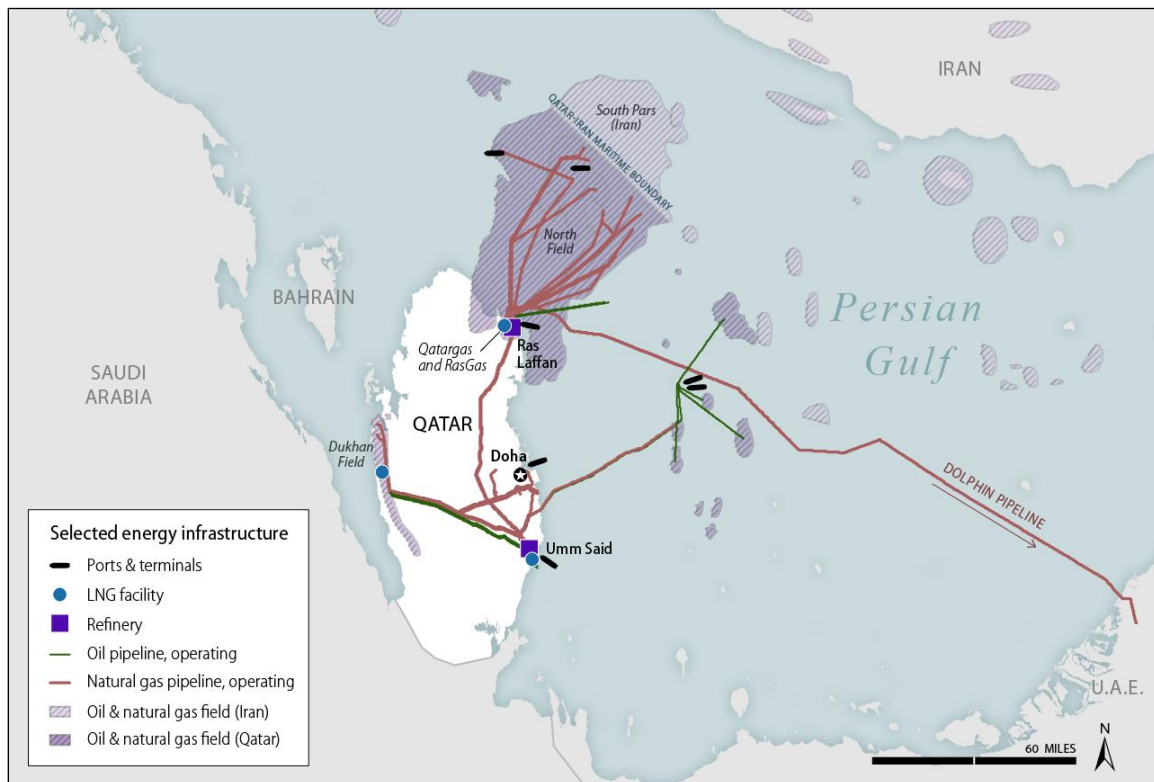 IRAN
South Pars
(Iran)
QATAR-IRAN MARITIME BOUNDARY
North
Field
BAHRAIN
Persian
Gulf
Qatargas
and RasGas
Ras
Laffan
SAUDI
ARABIA
QATAR
Dukhan
Field
Doha
DOLPHIN PIPELINE
Umm Said
U.A.E.
Selected energy infrastructure
Ports & terminals
LNG facility
Refinery
Oil pipeline, operating
Natural gas pipeline, operating
Oil & natural gas field (Iran)
Oil & natural gas field (Qatar)
60 MILES
N